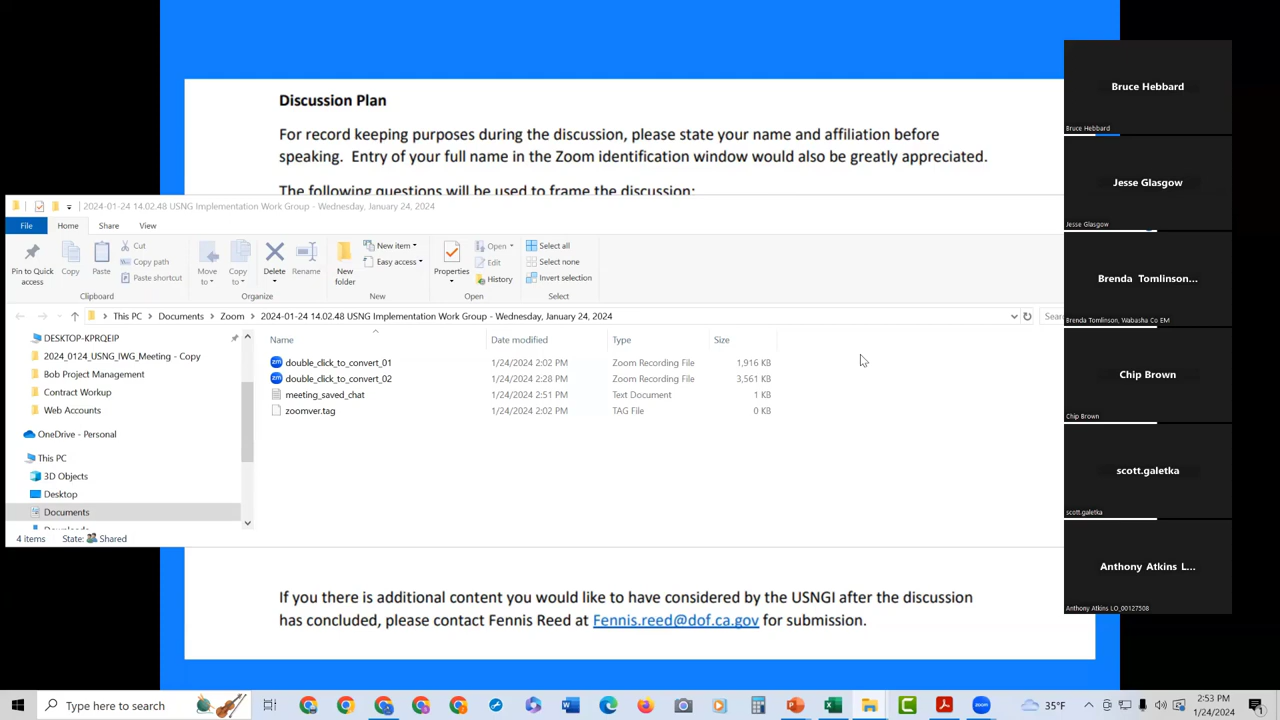 Discussion Plan
For record keeping purposes during the discussion, please state your name and affiliation before
speaking. Entry of your full name in the Zoom identification window would also be greatly appreciated.
The following questions will be used to frame the discussion:
2024-01-24 14.02.48 USNG Implementation Work Group - Wednesday, January 24, 2024
File Home Share View
Pin to Quick access
Copy
Paste
Cut
Copy path
Paste shortcut
Clipboard
Move to
Copy to
Delete
Rename
Organize
New folder
New item
Easy access
New
Properties
Open
Edit
History
Open
Select all
Select none
Invert selection
Select
This PC > Documents > Zoom > 2024-01-24 14.02.48 USNG Implementation Work Group - Wednesday, January 24, 2024
DESKTOP-KPRQEIP
2024_0124_USNG_IWG_Meeting - Copy
Bob Project Management
Contract Workup
Web Accounts
OneDrive - Personal
This PC
3D Objects
Desktop
Documents
Name Date modified Type Size
double_click_to_convert_01 1/24/2024 2:02 PM Zoom Recording File 1,916 KB
double_click_to_convert_02 1/24/2024 2:28 PM Zoom Recording File 3,561 KB
meeting_saved_chat 1/24/2024 2:51 PM Text Document 1 KB
zoomver.tag 1/24/2024 2:02 PM TAG File 0 KB
4 items State: Shared
If you there is additional content you would like to have considered by the USNGI after the discussion
has concluded, please contact Fennis Reed at Fennis.reed@dof.ca.gov for submission.
Bruce Hebbard
Bruce Hebbard
Jesse Glasgow
Jesse Glasgow
Brenda Tomlinson...
Brenda Tomlinson, Wabasha Co EM
Chip Brown
Chip Brown
scott.galetka
scott.galetka
Anthony Atkins L...
Anthony Atkins LO_00127508
Type here to search
35°F
2:53 PM
1/24/2024